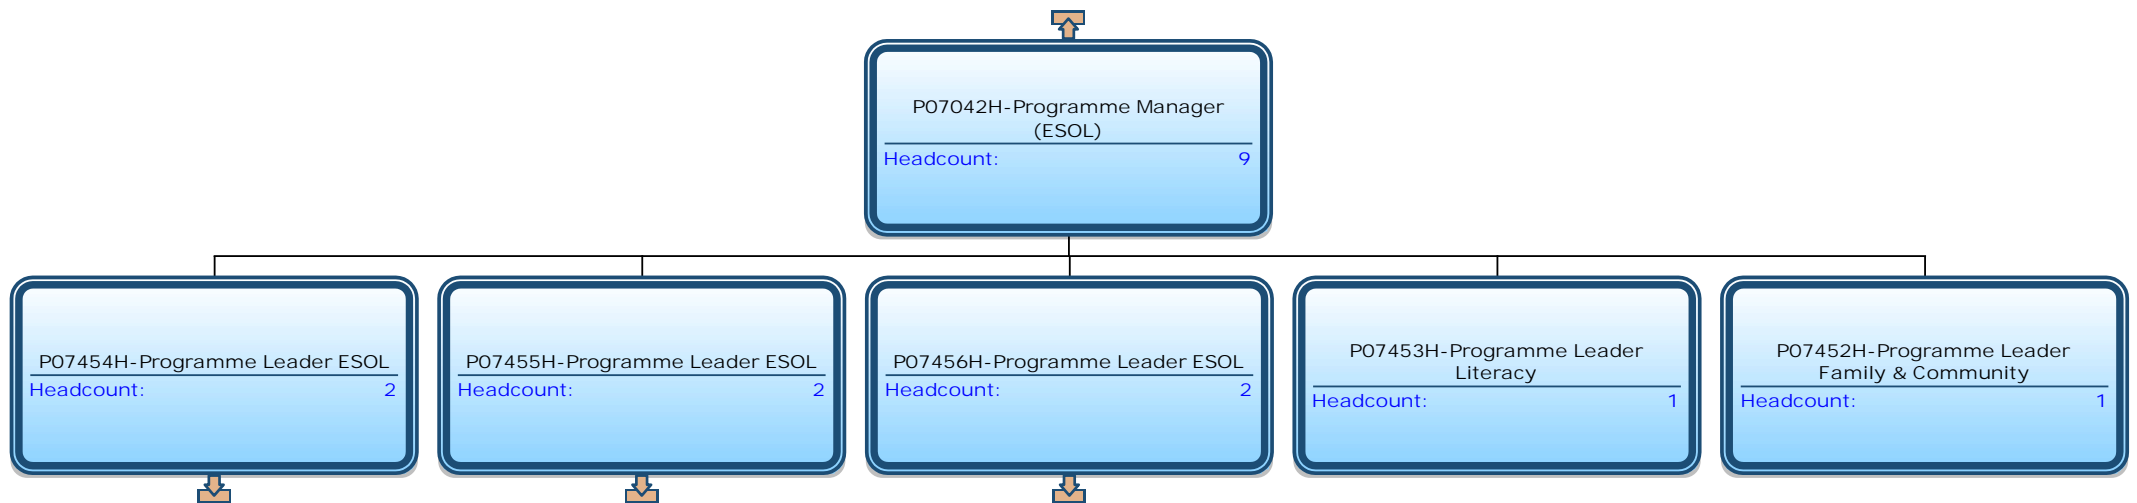 P07042H-Programme Manager
(ESOL)
Headcount: 9
P07454H-Programme Leader ESOL
Headcount: 2
P07455H-Programme Leader ESOL
Headcount: 2
P07456H-Programme Leader ESOL
Headcount: 2
P07453H-Programme Leader
Literacy
Headcount: 1
P07452H-Programme Leader
Family & Community
Headcount: 1